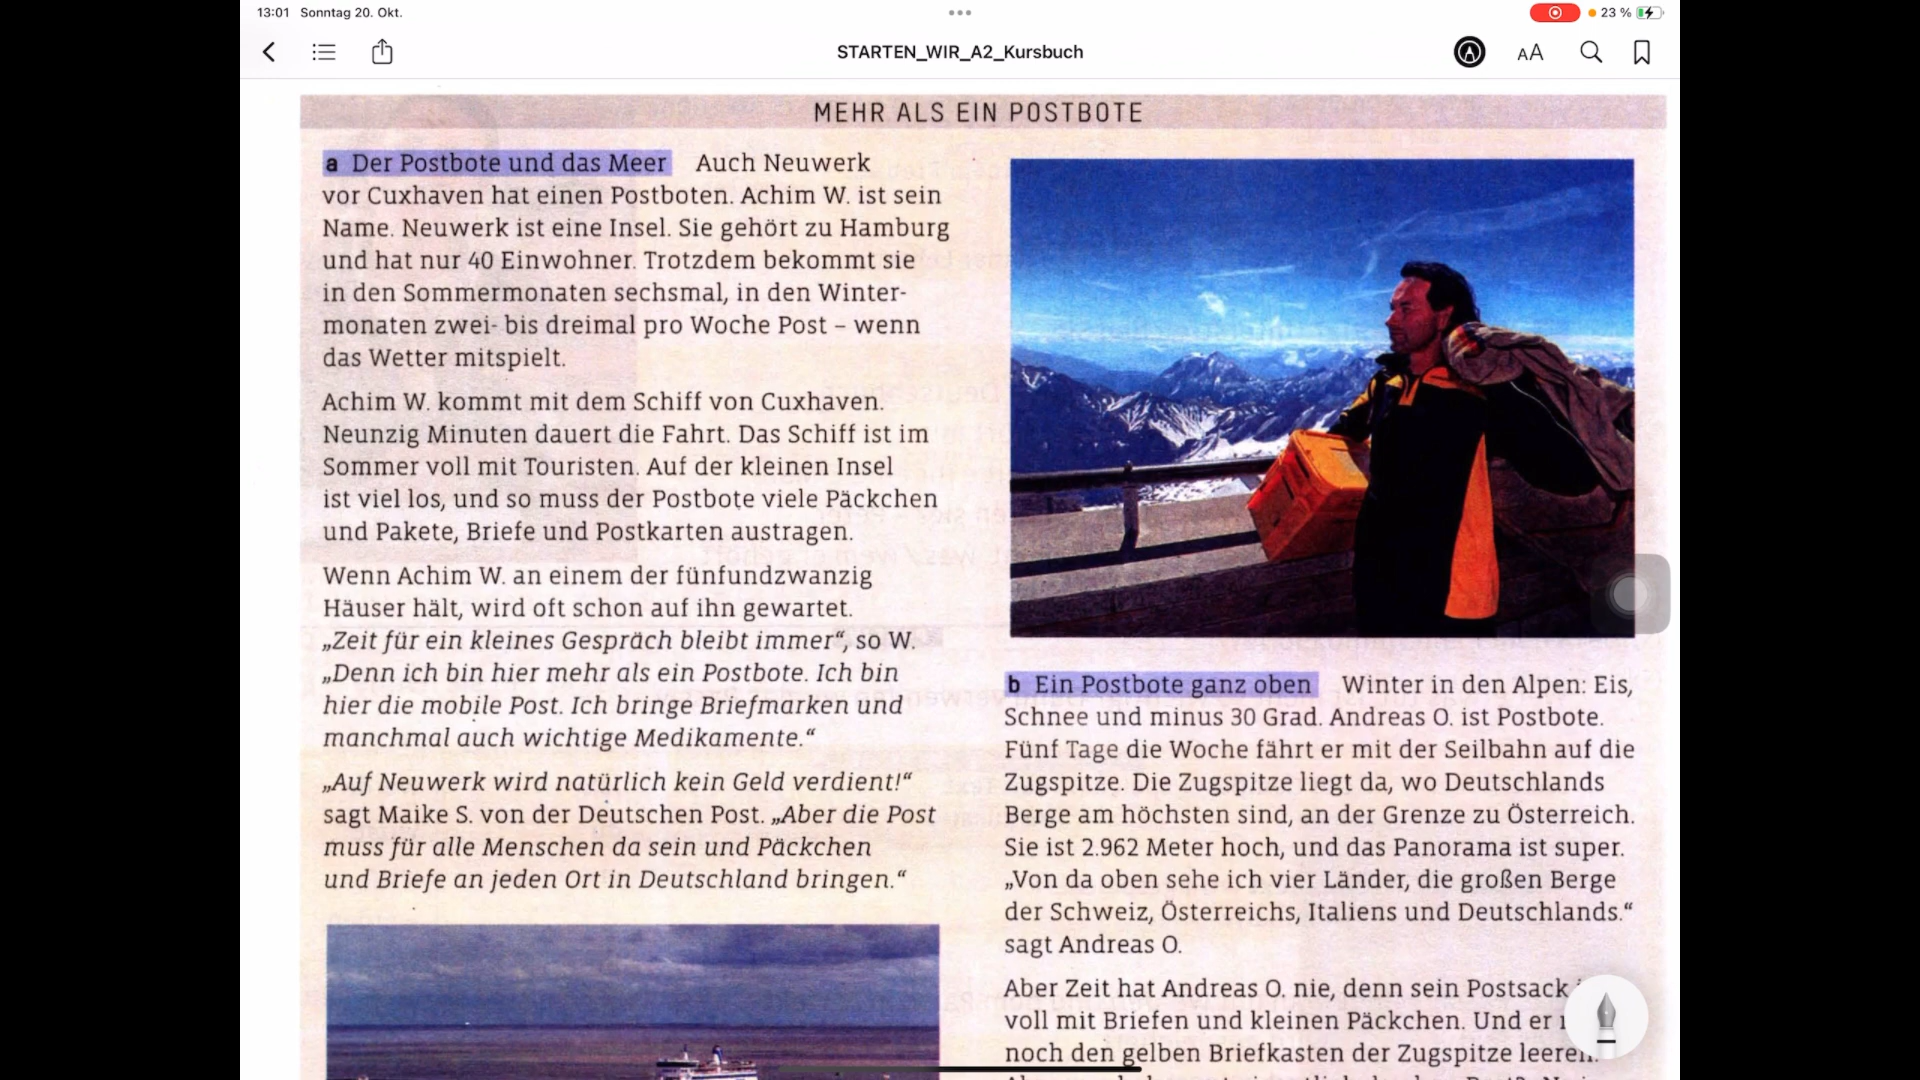 13:01 Sonntag 20. Okt.
23 %
STARTEN_WIR_A2_Kursbuch
AA
MEHR ALS EIN POSTBOTE
a Der Postbote und das Meer Auch Neuwerk
vor Cuxhaven hat einen Postboten. Achim W. ist sein
Name. Neuwerk ist eine Insel. Sie gehört zu Hamburg
und hat nur 40 Einwohner. Trotzdem bekommt sie
in den Sommermonaten sechsmal, in den Winter-
monaten zwei- bis dreimal pro Woche Post – wenn
das Wetter mitspielt.
Achim W. kommt mit dem Schiff von Cuxhaven.
Neunzig Minuten dauert die Fahrt. Das Schiff ist im
Sommer voll mit Touristen. Auf der kleinen Insel
ist viel los, und so muss der Postbote viele Päckchen
und Pakete, Briefe und Postkarten austragen.
Wenn Achim W. an einem der fünfundzwanzig
Häuser hält, wird oft schon auf ihn gewartet.
„Zeit für ein kleines Gespräch bleibt immer“, so W.
„Denn ich bin hier mehr als ein Postbote. Ich bin
hier die mobile Post. Ich bringe Briefmarken und
manchmal auch wichtige Medikamente.“
„Auf Neuwerk wird natürlich kein Geld verdient!“
sagt Maike S. von der Deutschen Post. „Aber die Post
muss für alle Menschen da sein und Päckchen
und Briefe an jeden Ort in Deutschland bringen.“
b Ein Postbote ganz oben Winter in den Alpen: Eis,
Schnee und minus 30 Grad. Andreas O. ist Postbote.
Fünf Tage die Woche fährt er mit der Seilbahn auf die
Zugspitze. Die Zugspitze liegt da, wo Deutschlands
Berge am höchsten sind, an der Grenze zu Österreich.
Sie ist 2.962 Meter hoch, und das Panorama ist super.
„Von da oben sehe ich vier Länder, die großen Berge
der Schweiz, Österreichs, Italiens und Deutschlands.“
sagt Andreas O.
Aber Zeit hat Andreas O. nie, denn sein Postsack
voll mit Briefen und kleinen Päckchen. Und er
noch den gelben Briefkasten der Zugspitze leeren.